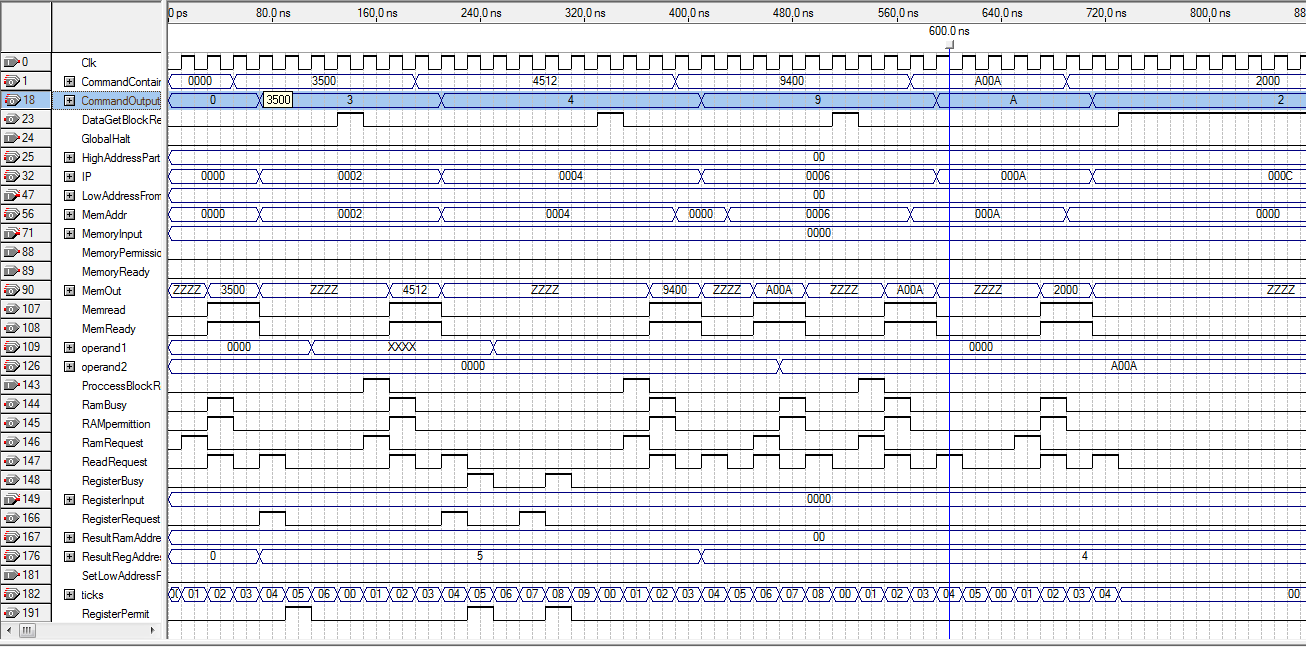 0 ps 80.0 ns 160.0 ns 240.0 ns 320.0 ns 400.0 ns 480.0 ns 560.0 ns 640.0 ns 720.0 ns 800.0 ns 88
600.0 ns
0 Clk
1 CommandContair 0000 3500 4512 9400 A00A 2000
18 CommandOutput 0 3500 3 4 9 A 2
23 DataGetBlockRe
24 GlobalHalt
25 HighAddressPart 00
32 IP 0000 0002 0004 0006 000A 000C
47 LowAddressFrom 00
56 MemAddr 0000 0002 0004 0000 0006 000A 0000
71 MemoryInput 0000
88 MemoryPermissic
89 MemoryReady
90 MemOut ZZZZ 3500 ZZZZ 4512 ZZZZ 9400 ZZZZ A00A ZZZZ A00A ZZZZ 2000 ZZZZ
107 Memread
108 MemReady
109 operand1 0000 XXXX 0000
126 operand2 0000 A00A
143 ProccessBlockR
144 RamBusy
145 RAMpermittion
146 RamRequest
147 ReadRequest
148 RegisterBusy
149 RegisterInput 0000
166 RegisterRequest
167 ResultRamAddre 00
176 ResultRegAddre 0 5 4
181 SetLowAddressF
182 ticks 01 02 03 04 05 06 00 01 02 03 04 05 06 07 08 09 00 01 02 03 04 05 06 07 08 00 01 02 03 04 05 00 01 02 03 04 00
191 RegisterPermit